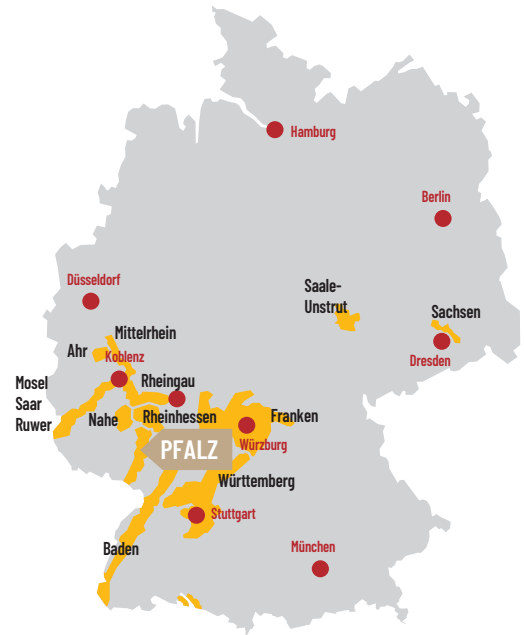 Hamburg
Berlin
Düsseldorf
Saale-
Unstrut
Sachsen
Mittelrhein
Ahr
Koblenz
Dresden
Mosel
Saar
Ruwer
Rheingau
Nahe
Rheinhessen
Franken
PFALZ
Würzburg
Württemberg
Stuttgart
Baden
München